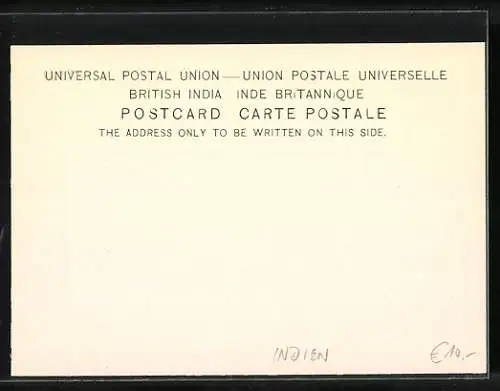 UNIVERSAL POSTAL UNION — UNION POSTALE UNIVERSELLE
BRITISH INDIA INDE BRITANNIQUE
POSTCARD CARTE POSTALE
THE ADDRESS ONLY TO BE WRITTEN ON THIS SIDE.
INDIEN €10,-